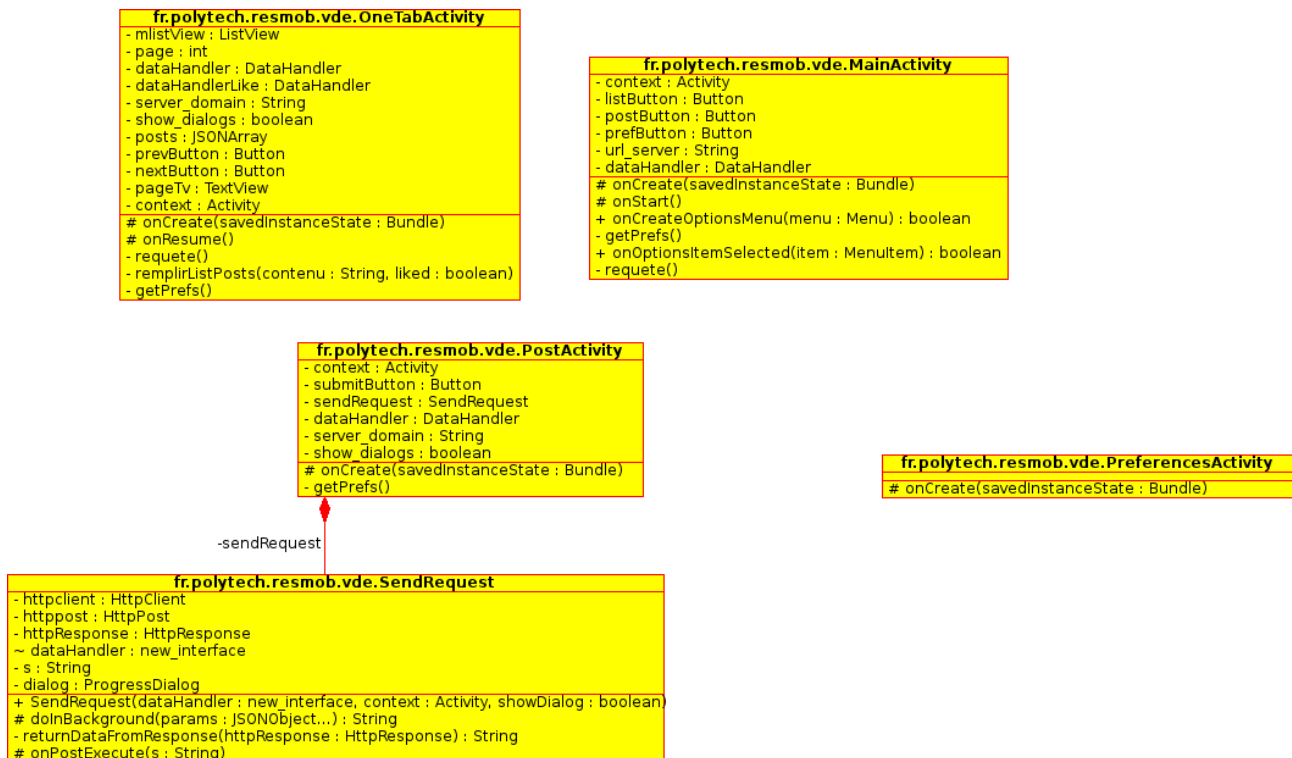 fr.polytech.resmob.vde.OneTabActivity
- mlistView : ListView
- page : int
- dataHandler : DataHandler
- dataHandlerLike : DataHandler
- server_domain : String
- show_dialogs : boolean
- posts : JSONArray
- prevButton : Button
- nextButton : Button
- pageTv : TextView
- context : Activity
# onCreate(savedInstanceState : Bundle)
# onResume()
- requete()
- remplirListPosts(contenu : String, liked : boolean)
- getPrefs()
fr.polytech.resmob.vde.MainActivity
- context : Activity
- listButton : Button
- postButton : Button
- prefButton : Button
- url_server : String
- dataHandler : DataHandler
# onCreate(savedInstanceState : Bundle)
# onStart()
+ onCreateOptionsMenu(menu : Menu) : boolean
- getPrefs()
+ onOptionsItemSelected(item : MenuItem) : boolean
- requete()
fr.polytech.resmob.vde.PostActivity
- context : Activity
- submitButton : Button
- sendRequest : SendRequest
- dataHandler : DataHandler
- server_domain : String
- show_dialogs : boolean
# onCreate(savedInstanceState : Bundle)
- getPrefs()
fr.polytech.resmob.vde.PreferencesActivity
# onCreate(savedInstanceState : Bundle)
-sendRequest
fr.polytech.resmob.vde.SendRequest
- httpclient : HttpClient
- httppost : HttpPost
- httpResponse : HttpResponse
~ dataHandler : new_interface
- s : String
- dialog : ProgressDialog
+ SendRequest(dataHandler : new_interface, context : Activity, showDialog : boolean)
# doInBackground(params : JSONObject...) : String
- returnDataFromResponse(httpResponse : HttpResponse) : String
# onPostExecute(s : String)